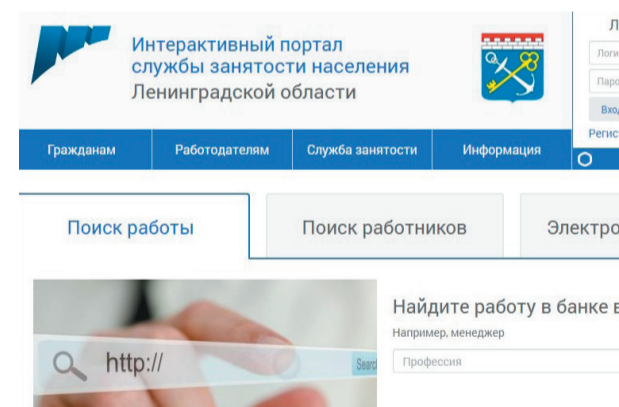 Интерактивный портал
службы занятости населения
Ленинградской области
Гражданам
Работодателям
Служба занятости
Информация
Поиск работы
Поиск работников
Найдите работу в банке
Например, менеджер
Профессия
http://
Search